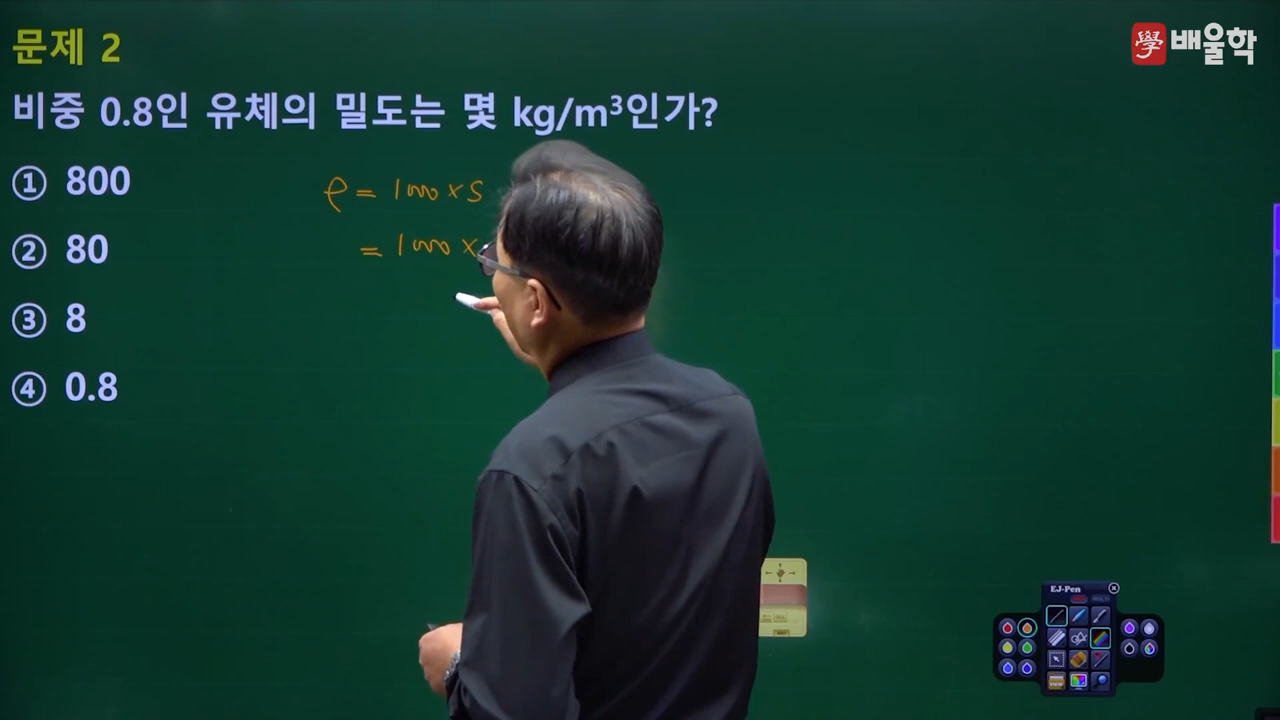 문제 2
學 배울학
비중 0.8인 유체의 밀도는 몇 kg/m³인가?
① 800
② 80
③ 8
④ 0.8
ρ = 1000 × S
= 1000 ×
EJ-Pen